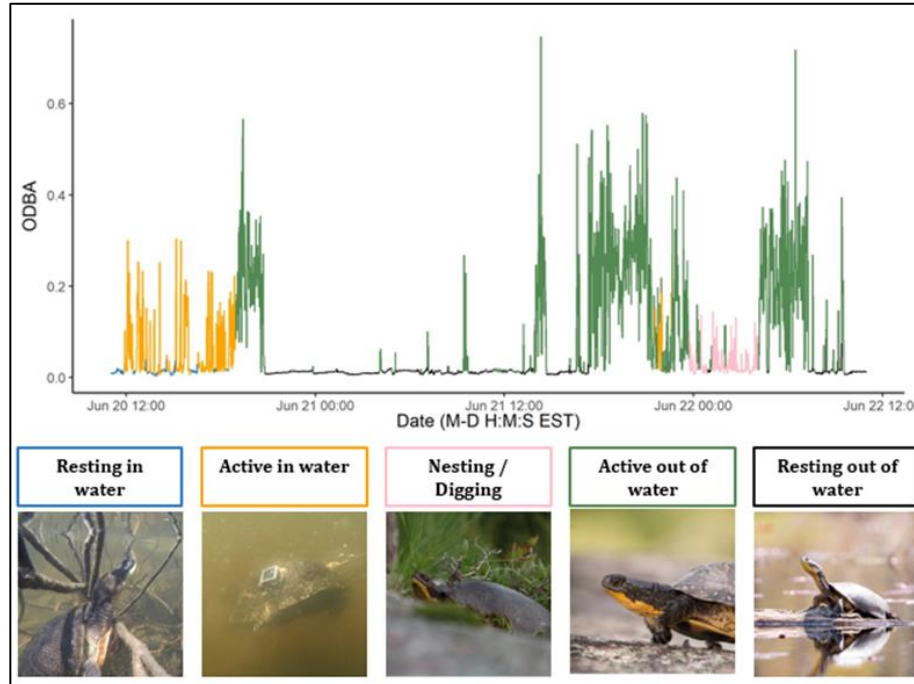 0.6
0.4
0.2
0.0
ODBA
Jun 20 12:00
Jun 21 00:00
Jun 21 12:00
Jun 22 00:00
Jun 22 12:00
Date (M-D H:M:S EST)
Resting in
water
Active in water
Nesting /
Digging
Active out of
water
Resting out of
water